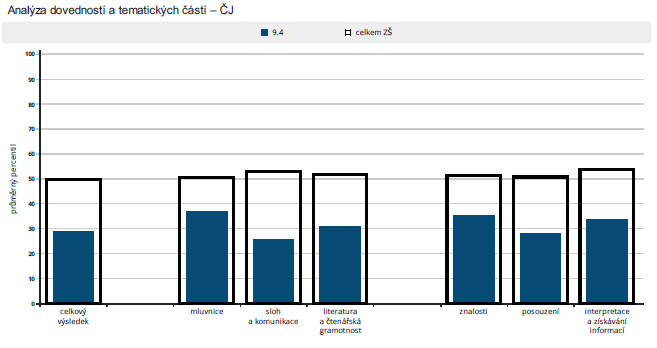 Analýza dovedností a tematických částí – ČJ
9.4 celkem ZŠ
průměrný percentil
100
90
80
70
60
50
40
30
20
10
0
celkový
výsledek
mluvnice
sloh
a komunikace
literatura
a čtenářská
gramotnost
znalosti
posouzení
interpretace
a získávání
informací